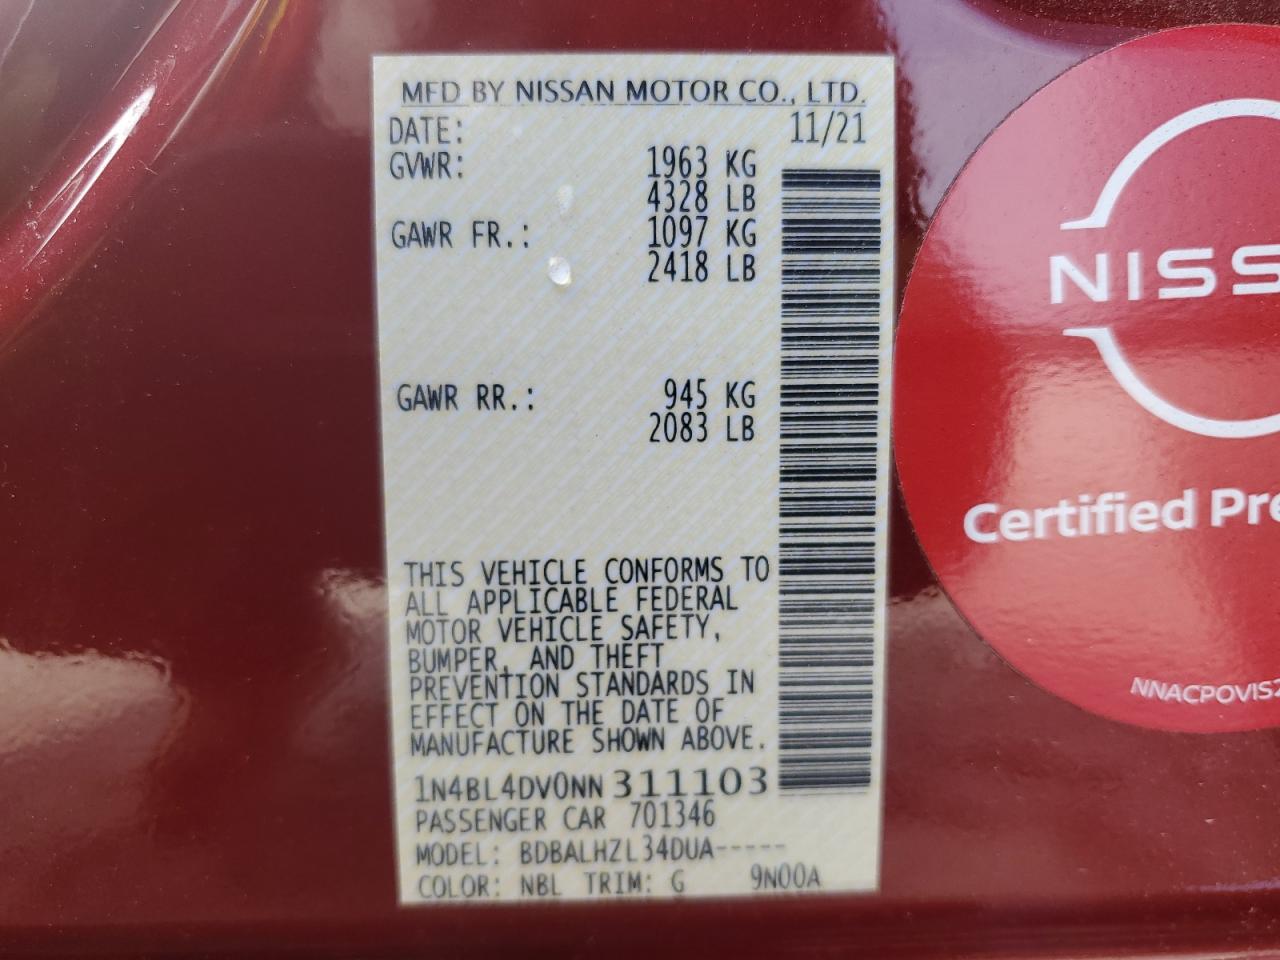 MFD BY NISSAN MOTOR CO., LTD.
DATE: 11/21
GVWR: 1963 KG
4328 LB
GAWR FR.: 1097 KG
2418 LB
GAWR RR.: 945 KG
2083 LB
THIS VEHICLE CONFORMS TO
ALL APPLICABLE FEDERAL
MOTOR VEHICLE SAFETY,
BUMPER, AND THEFT
PREVENTION STANDARDS IN
EFFECT ON THE DATE OF
MANUFACTURE SHOWN ABOVE.
1N4BL4DV0NN 311103
PASSENGER CAR 701346
MODEL: BDBALHZL34DUA-----
COLOR: NBL TRIM: G 9N00A
NISS
Certified Pre
NNACPOVIS2